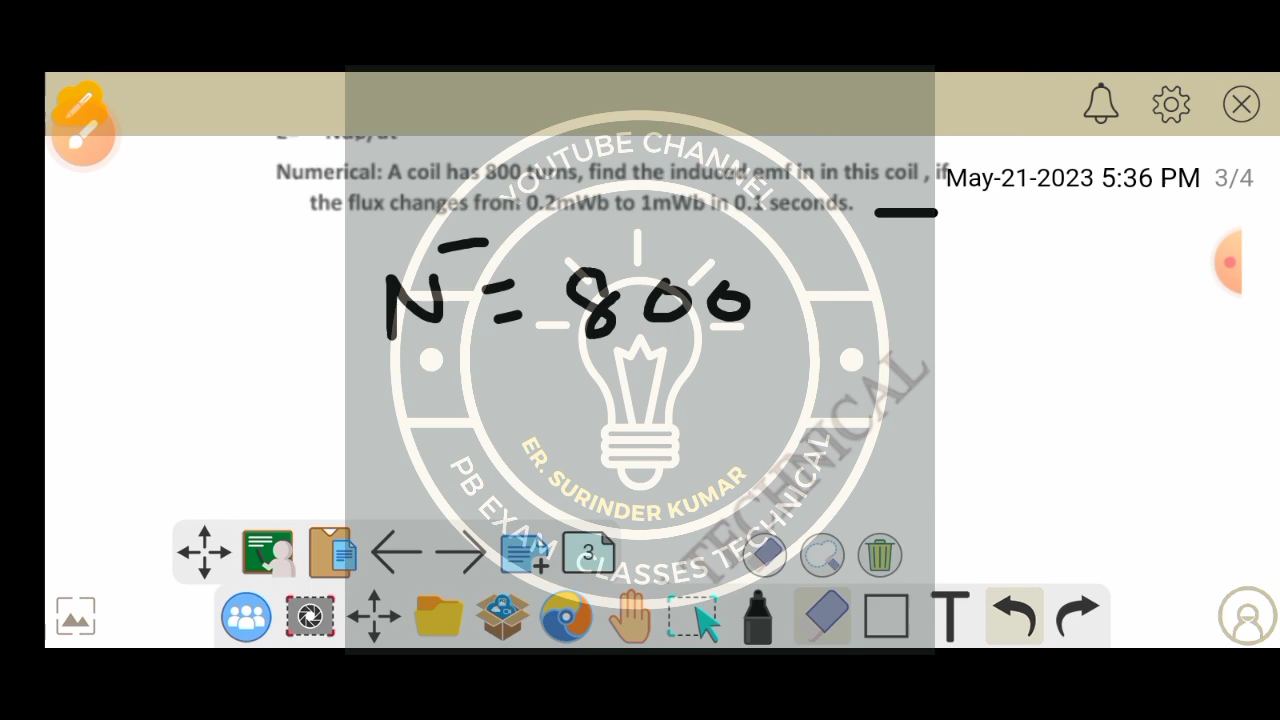 Numerical: A coil has 800 turns, find the induced emf in in this coil , if
the flux changes from 0.2mWb to 1mWb in 0.1 seconds.
May-21-2023 5:36 PM 3/4
N = 800
YOUTUBE CHANNEL
ER. SURINDER KUMAR
PB EXAM CLASSES TECHNICAL
TECHNICAL
3
T